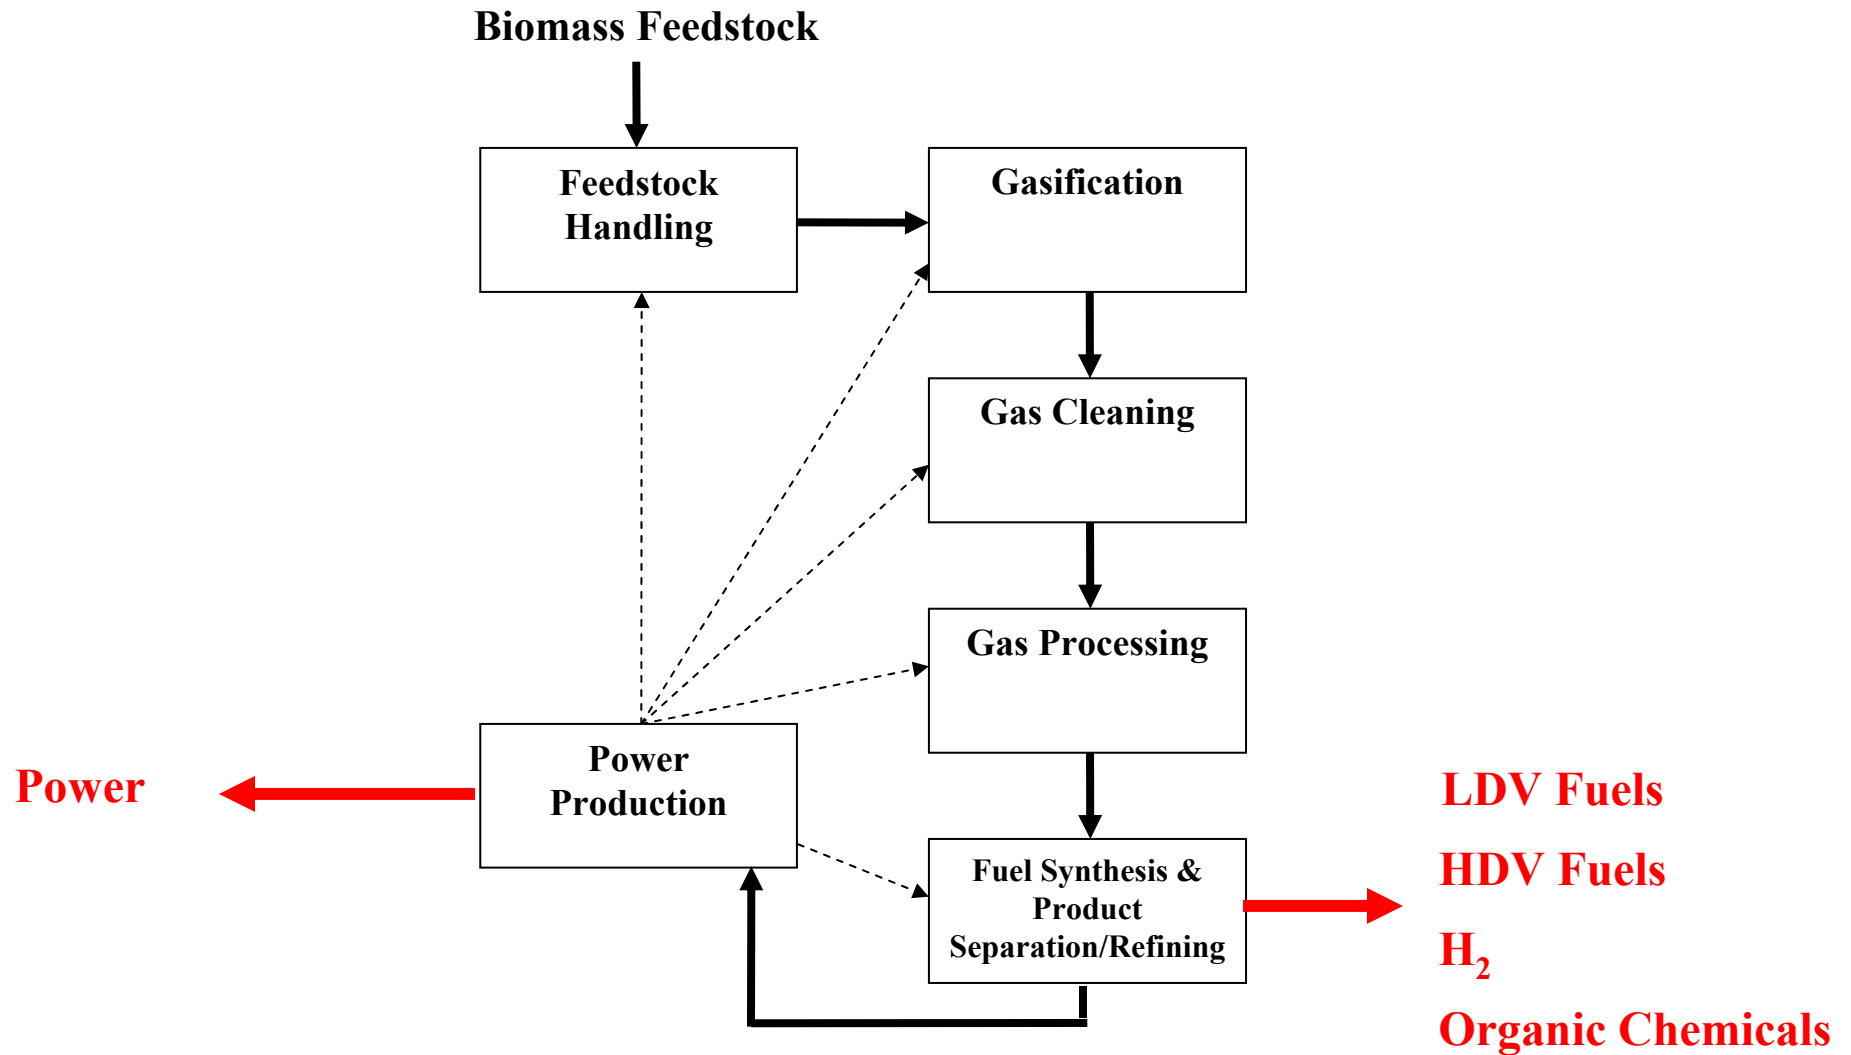 Biomass Feedstock
Feedstock
Handling
Gasification
Gas Cleaning
Gas Processing
Power
Production
Power
Fuel Synthesis &
Product
Separation/Refining
LDV Fuels
HDV Fuels
H₂
Organic Chemicals